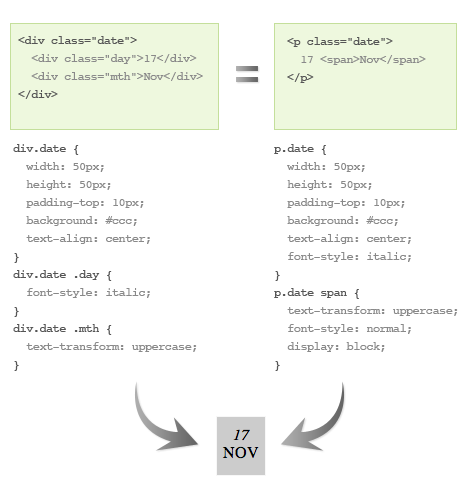 <div class="date">
<div class="day">17</div>
<div class="mth">Nov</div>
</div>
=
<p class="date">
17 <span>Nov</span>
</p>
div.date {
width: 50px;
height: 50px;
padding-top: 10px;
background: #ccc;
text-align: center;
}
div.date .day {
font-style: italic;
}
div.date .mth {
text-transform: uppercase;
}
p.date {
width: 50px;
height: 50px;
padding-top: 10px;
background: #ccc;
text-align: center;
font-style: italic;
}
p.date span {
text-transform: uppercase;
font-style: normal;
display: block;
}
17
NOV